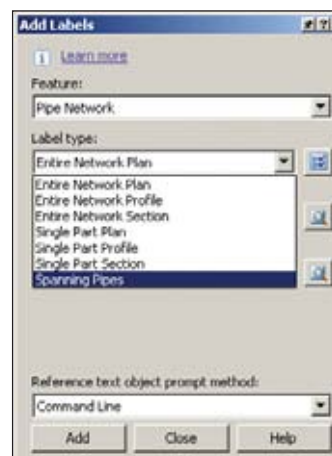 Add Labels
Learn more
Feature:
Pipe Network
Label type:
Entire Network Plan
Entire Network Plan
Entire Network Profile
Entire Network Section
Single Part Plan
Single Part Profile
Single Part Section
Spanning Pipes
Reference text object prompt method:
Command Line
Add Close Help